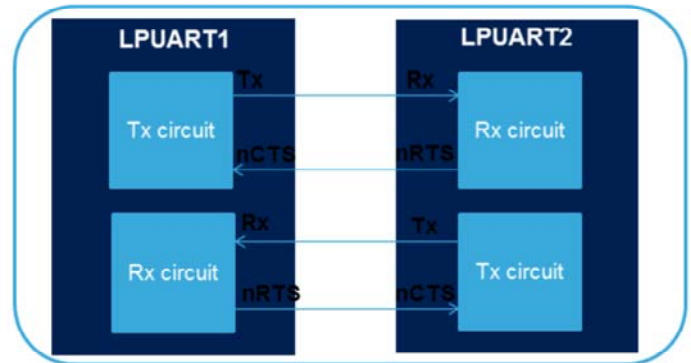 LPUART1 LPUART2
Tx Rx
Tx circuit Rx circuit
nCTS nRTS
Rx Tx
Rx circuit Tx circuit
nRTS nCTS